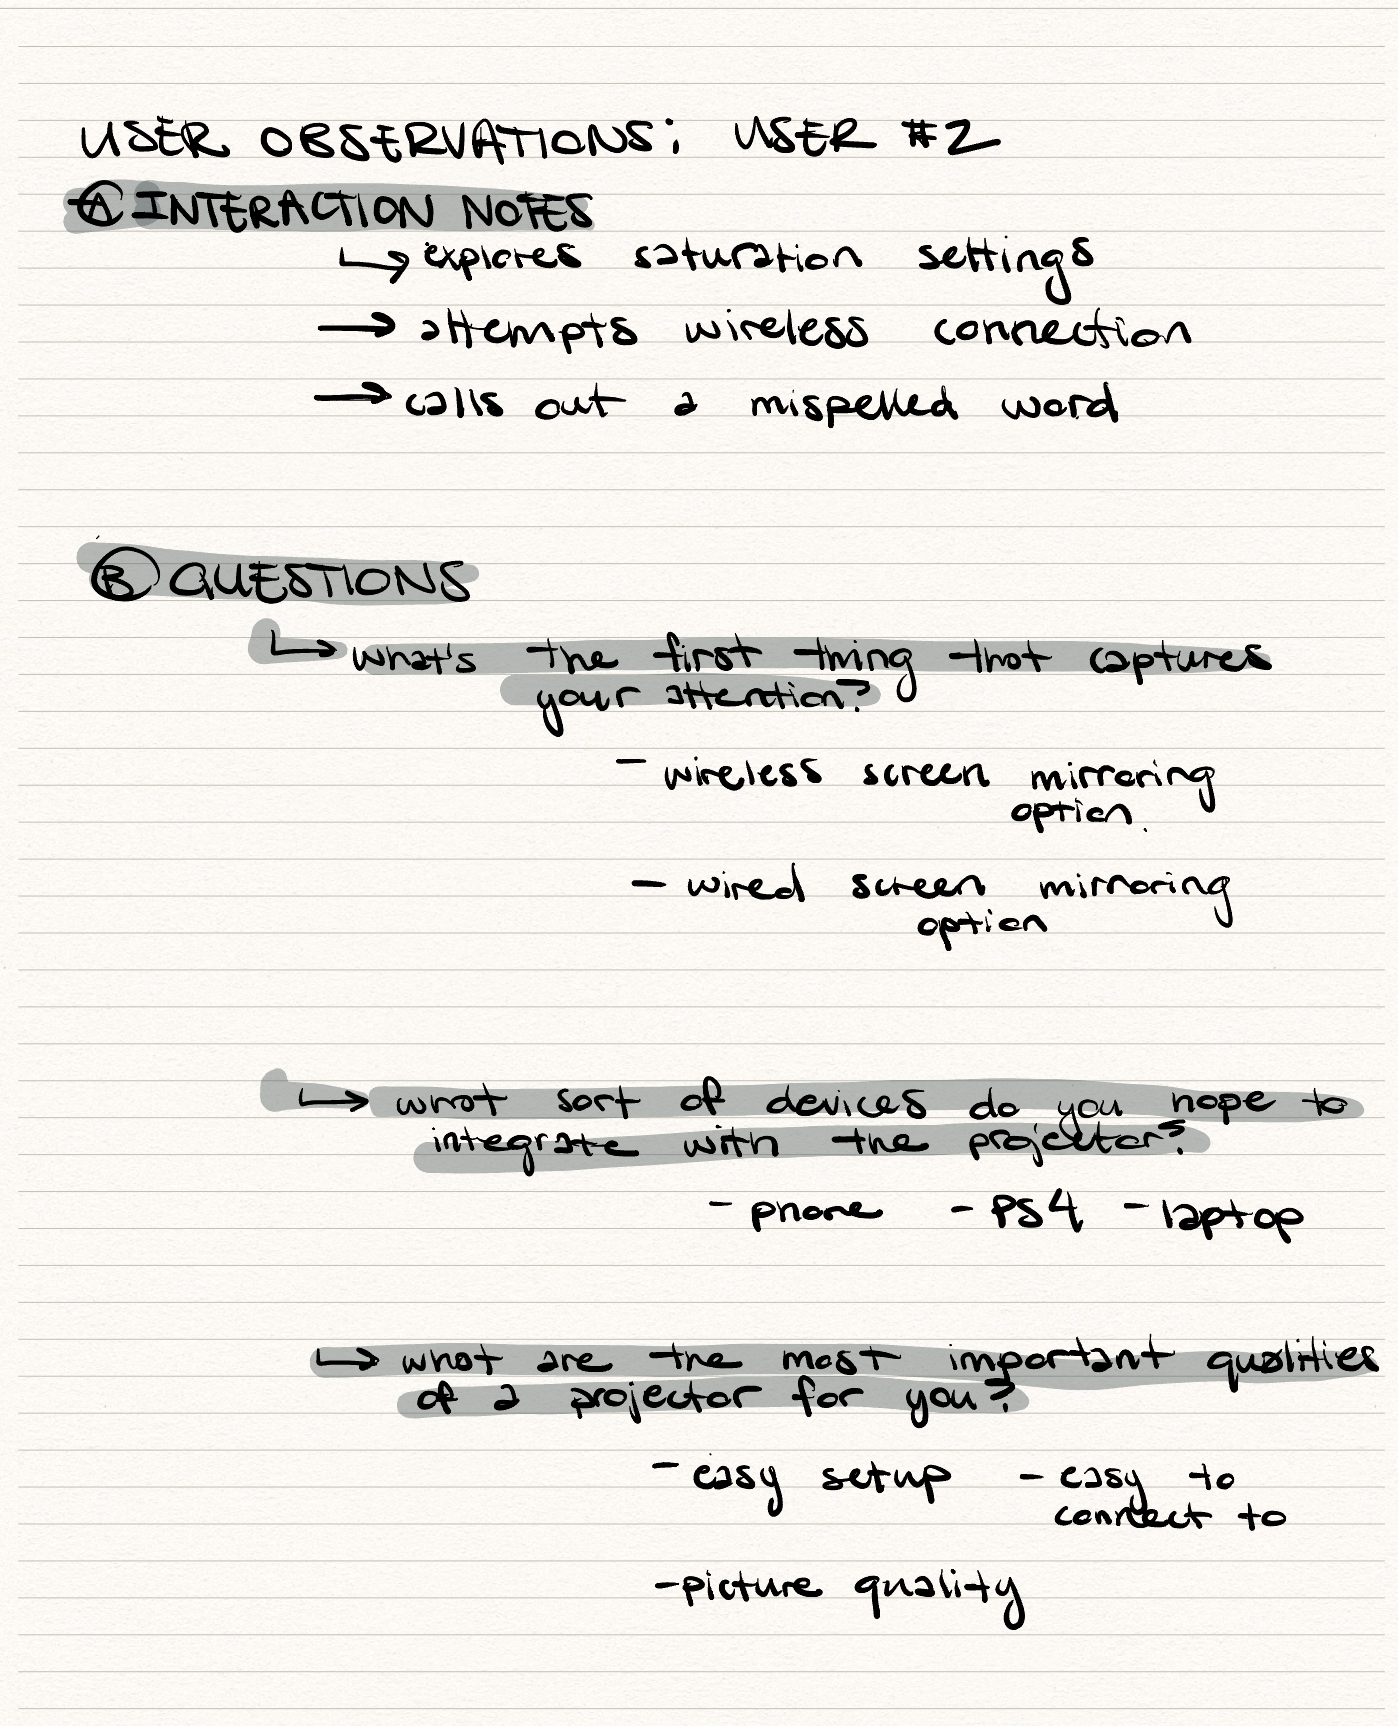 USER OBSERVATIONS: USER #2
Ⓐ INTERACTION NOTES
↳ explores saturation settings
→ attempts wireless connection
→ calls out a mispelled word
Ⓑ QUESTIONS
↳ what's the first thing that captures
your attention?
- wireless screen mirroring
option.
- wired screen mirroring
option
↳ what sort of devices do you hope to
integrate with the projector?
- phone - PS4 - laptop
↳ what are the most important qualities
of a projector for you?
- easy setup - easy to
connect to
- picture quality